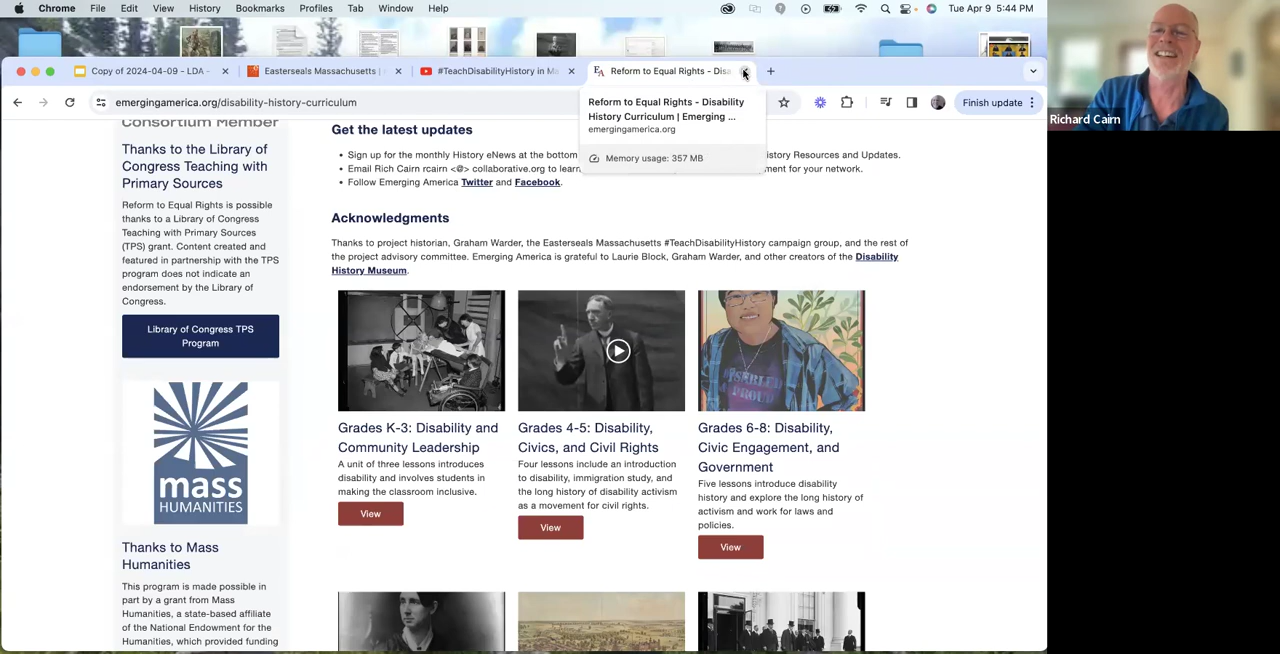 Chrome File Edit View History Bookmarks Profiles Tab Window Help Tue Apr 9 5:44 PM
Copy of 2024-04-09 - LDA -
Easterseals Massachusetts |
#TeachDisabilityHistory in Ma
Reform to Equal Rights - Disa
emergingamerica.org/disability-history-curriculum
Finish update
Reform to Equal Rights - Disability
History Curriculum | Emerging ...
emergingamerica.org
Memory usage: 357 MB
Richard Cairn
Consortium Member
Thanks to the Library of
Congress Teaching with
Primary Sources
Reform to Equal Rights is possible
thanks to a Library of Congress
Teaching with Primary Sources
(TPS) grant. Content created and
featured in partnership with the TPS
program does not indicate an
endorsement by the Library of
Congress.
Library of Congress TPS
Program
mass
HUMANITIES
Thanks to Mass
Humanities
This program is made possible in
part by a grant from Mass
Humanities, a state-based affiliate
of the National Endowment for the
Humanities, which provided funding
Get the latest updates
• Sign up for the monthly History eNews at the bottom istory Resources and Updates.
• Email Rich Cairn rcairn <@> collaborative.org to learn ment for your network.
• Follow Emerging America Twitter and Facebook.
Acknowledgments
Thanks to project historian, Graham Warder, the Easterseals Massachusetts #TeachDisabilityHistory campaign group, and the rest of
the project advisory committee. Emerging America is grateful to Laurie Block, Graham Warder, and other creators of the Disability
History Museum.
Grades K-3: Disability and
Community Leadership
A unit of three lessons introduces
disability and involves students in
making the classroom inclusive.
View
Grades 4-5: Disability,
Civics, and Civil Rights
Four lessons include an introduction
to disability, immigration study, and
the long history of disability activism
as a movement for civil rights.
View
DISABLED
PROUD
Grades 6-8: Disability,
Civic Engagement, and
Government
Five lessons introduce disability
history and explore the long history of
activism and work for laws and
policies.
View